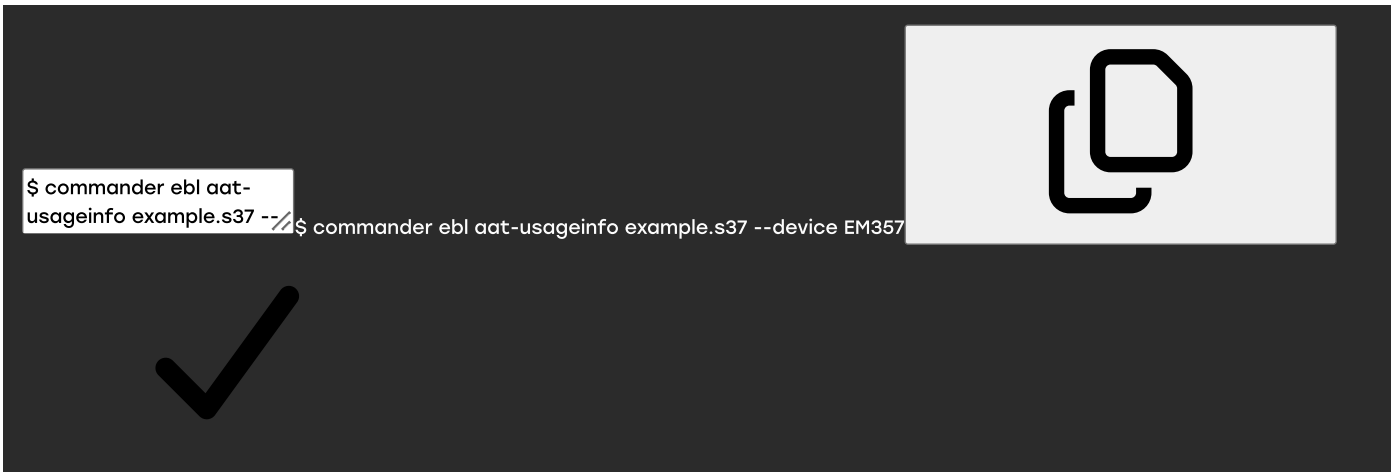 $ commander ebl aat-
usageinfo example.s37 --
$ commander ebl aat-usageinfo example.s37 --device EM357